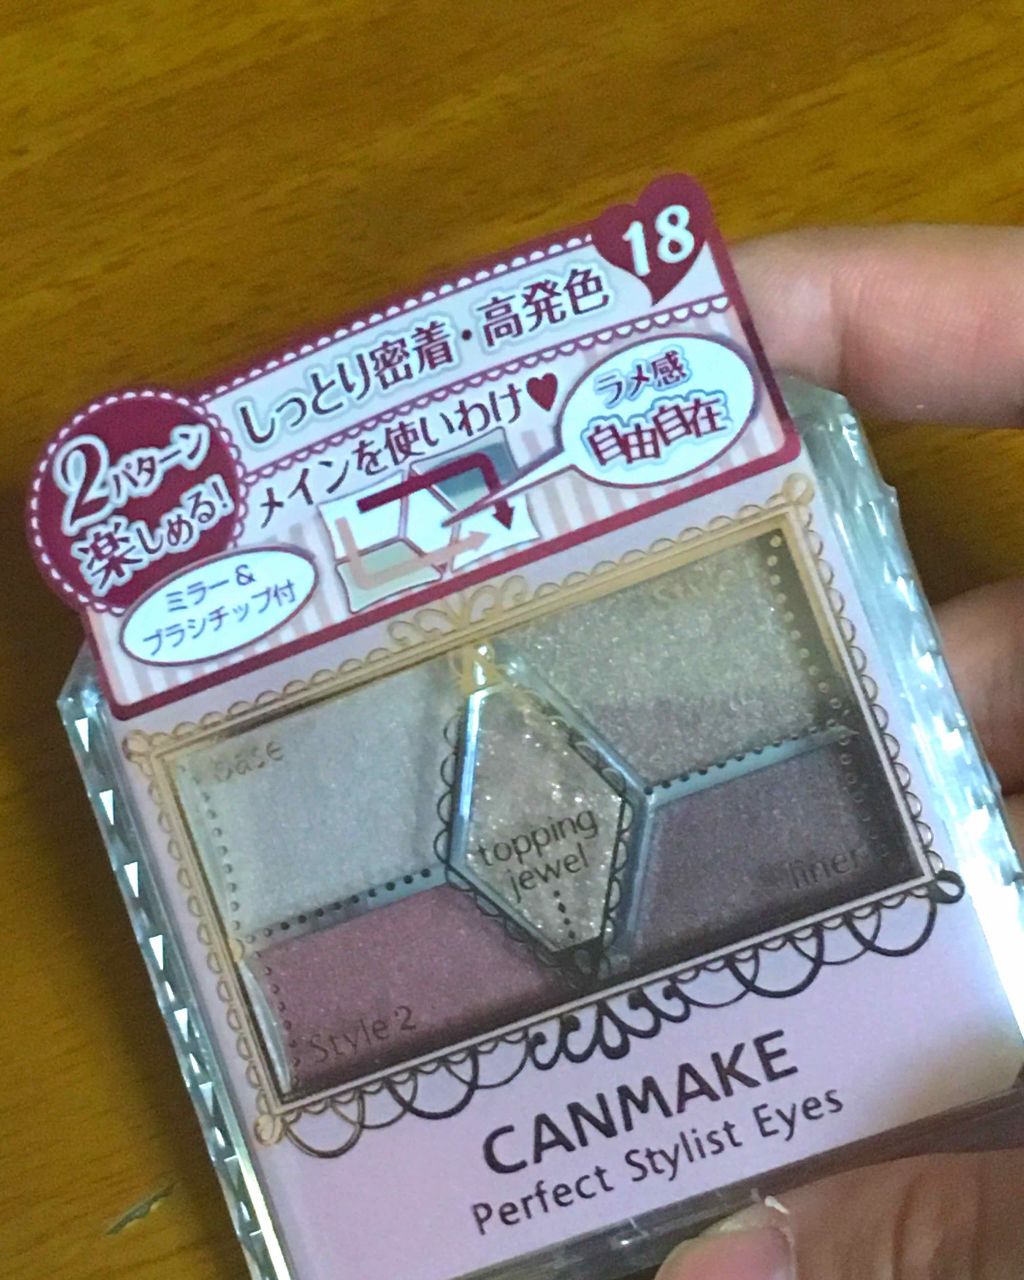 18
しっとり密着・高発色
メインを使いわけ♥
ラメ感
自由自在
2パターン
楽しめる!
ミラー&
ブラシチップ付
base
topping
jewel
liner
Style 2
CANMAKE
Perfect Stylist Eyes